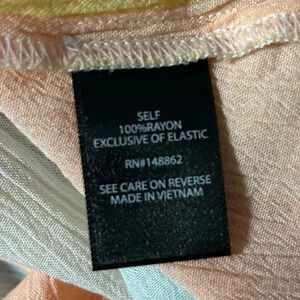 SELF
100%RAYON
EXCLUSIVE OF ELASTIC
RN#148862
SEE CARE ON REVERSE
MADE IN VIETNAM